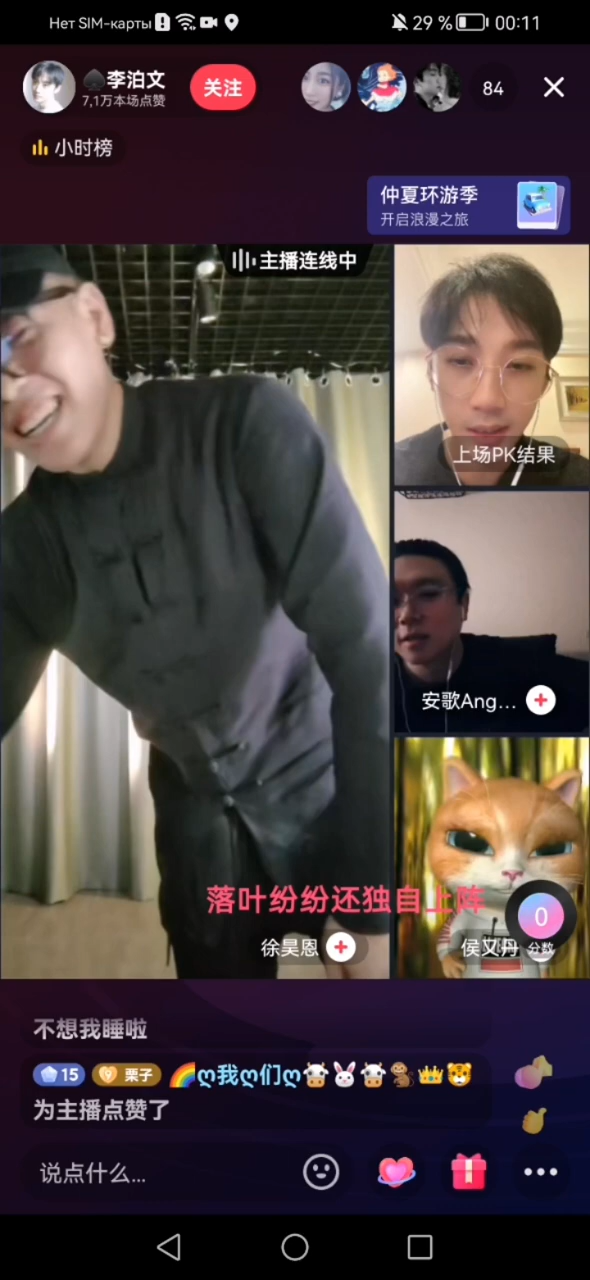 Нет SIM-карты
29 %
00:11
李泊文
7,1万本场点赞
关注
84
小时榜
仲夏环游季
开启浪漫之旅
主播连线中
上场PK结果
安歌Ang...
落叶纷纷还独自上阵
徐昊恩
侯又丹
0
分数
不想我睡啦
15 栗子 ღ我ღ们ღ
为主播点赞了
说点什么...